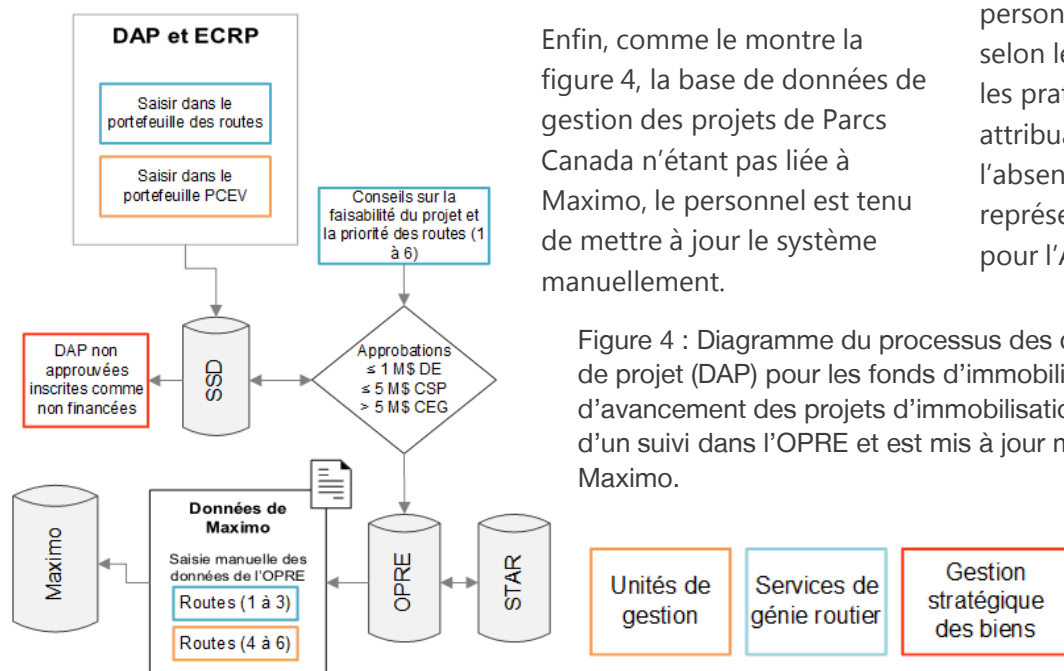 DAP et ECRP
Saisir dans le
portefeuille des routes
Saisir dans le
portefeuille PCEV
Conseils sur la
faisabilité du projet et
la priorité des routes (1
à 6)
DAP non
approuvées
inscrites comme
non financées
SSD
Approbations
≤ 1 M$ DE
≤ 5 M$ CSP
> 5 M$ CEG
Maximo
Données de
Maximo
Saisie manuelle des
données de l'OPRE
Routes (1 à 3)
Routes (4 à 6)
OPRE
STAR
Enfin, comme le montre la
figure 4, la base de données de
gestion des projets de Parcs
Canada n'étant pas liée à
Maximo, le personnel est tenu
de mettre à jour le système
manuellement.
person
selon le
les prat
attribua
l'absen
représe
pour l'A
Figure 4 : Diagramme du processus des
de projet (DAP) pour les fonds d'immobili
d'avancement des projets d'immobilisatio
d'un suivi dans l'OPRE et est mis à jour m
Maximo.
Unités de
gestion
Services de
génie routier
Gestion
stratégique
des biens